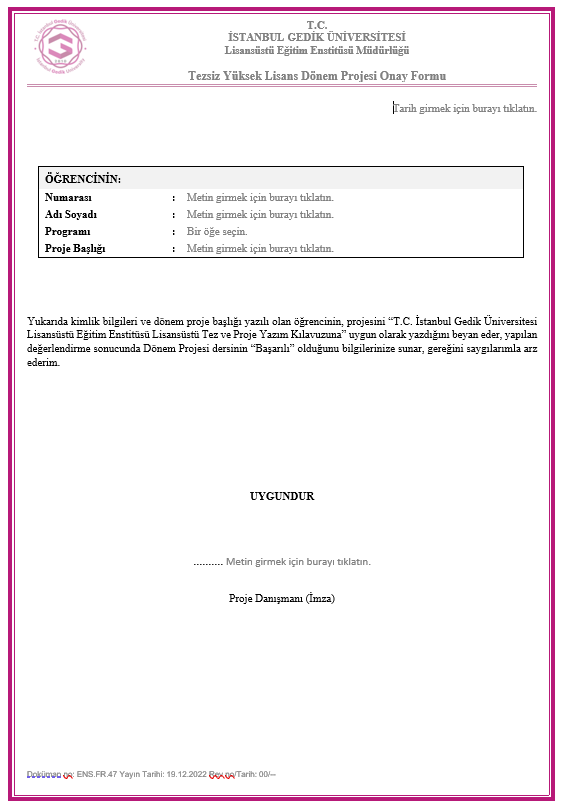 T.C.
İSTANBUL GEDİK ÜNİVERSİTESİ
Lisansüstü Eğitim Enstitüsü Müdürlüğü
Tezsiz Yüksek Lisans Dönem Projesi Onay Formu
Tarih girmek için burayı tıklatın.
ÖĞRENCİNİN:
Numarası : Metin girmek için burayı tıklatın.
Adı Soyadı : Metin girmek için burayı tıklatın.
Programı : Bir öğe seçin.
Proje Başlığı : Metin girmek için burayı tıklatın.
Yukarıda kimlik bilgileri ve dönem proje başlığı yazılı olan öğrencinin, projesini “T.C. İstanbul Gedik Üniversitesi
Lisansüstü Eğitim Enstitüsü Lisansüstü Tez ve Proje Yazım Kılavuzuna” uygun olarak yazdığını beyan eder, yapılan
değerlendirme sonucunda Dönem Projesi dersinin “Başarılı” olduğunu bilgilerinize sunar, gereğini saygılarımla arz
ederim.
UYGUNDUR
.......... Metin girmek için burayı tıklatın.
Proje Danışmanı (İmza)
Doküman no: ENS.FR.47 Yayın Tarihi: 19.12.2022 Rev.no/Tarih: 00/--